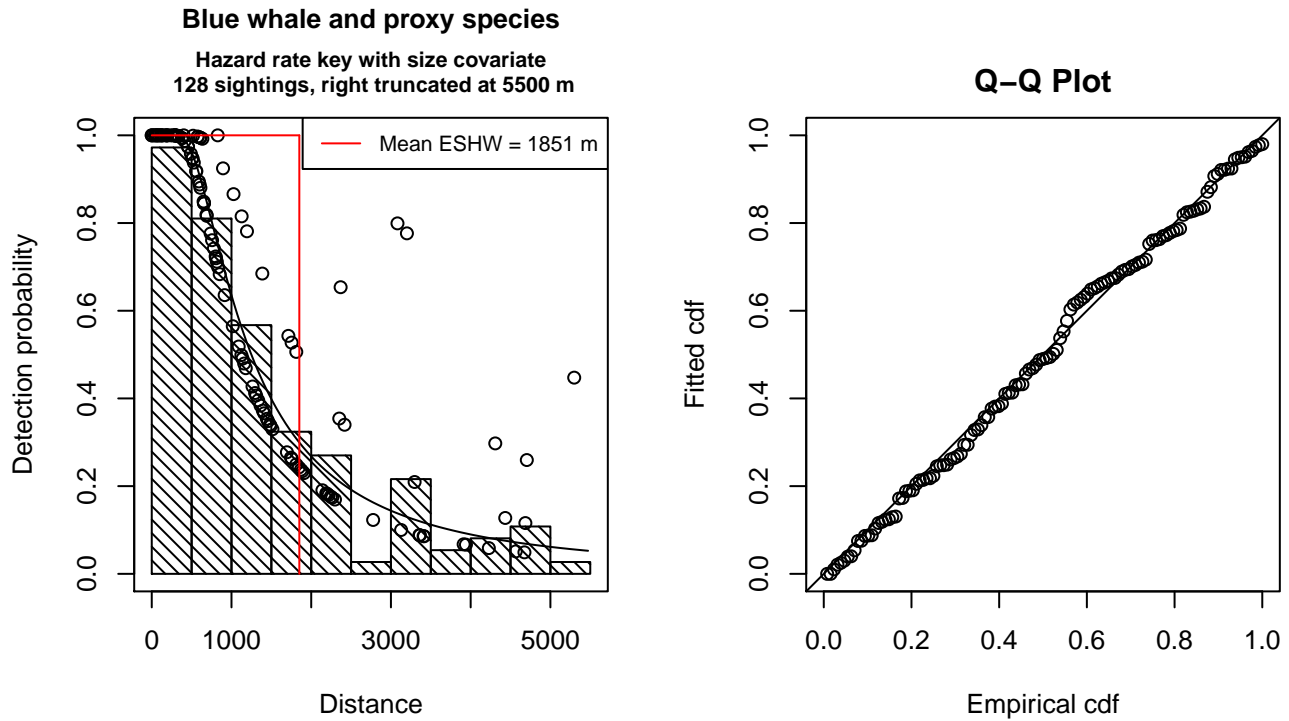 Blue whale and proxy species
Hazard rate key with size covariate
128 sightings, right truncated at 5500 m
Mean ESHW = 1851 m
Detection probability
1.0
0.8
0.6
0.4
0.2
0.0
0 1000 3000 5000
Distance
Q−Q Plot
Fitted cdf
1.0
0.8
0.6
0.4
0.2
0.0
0.0 0.2 0.4 0.6 0.8 1.0
Empirical cdf